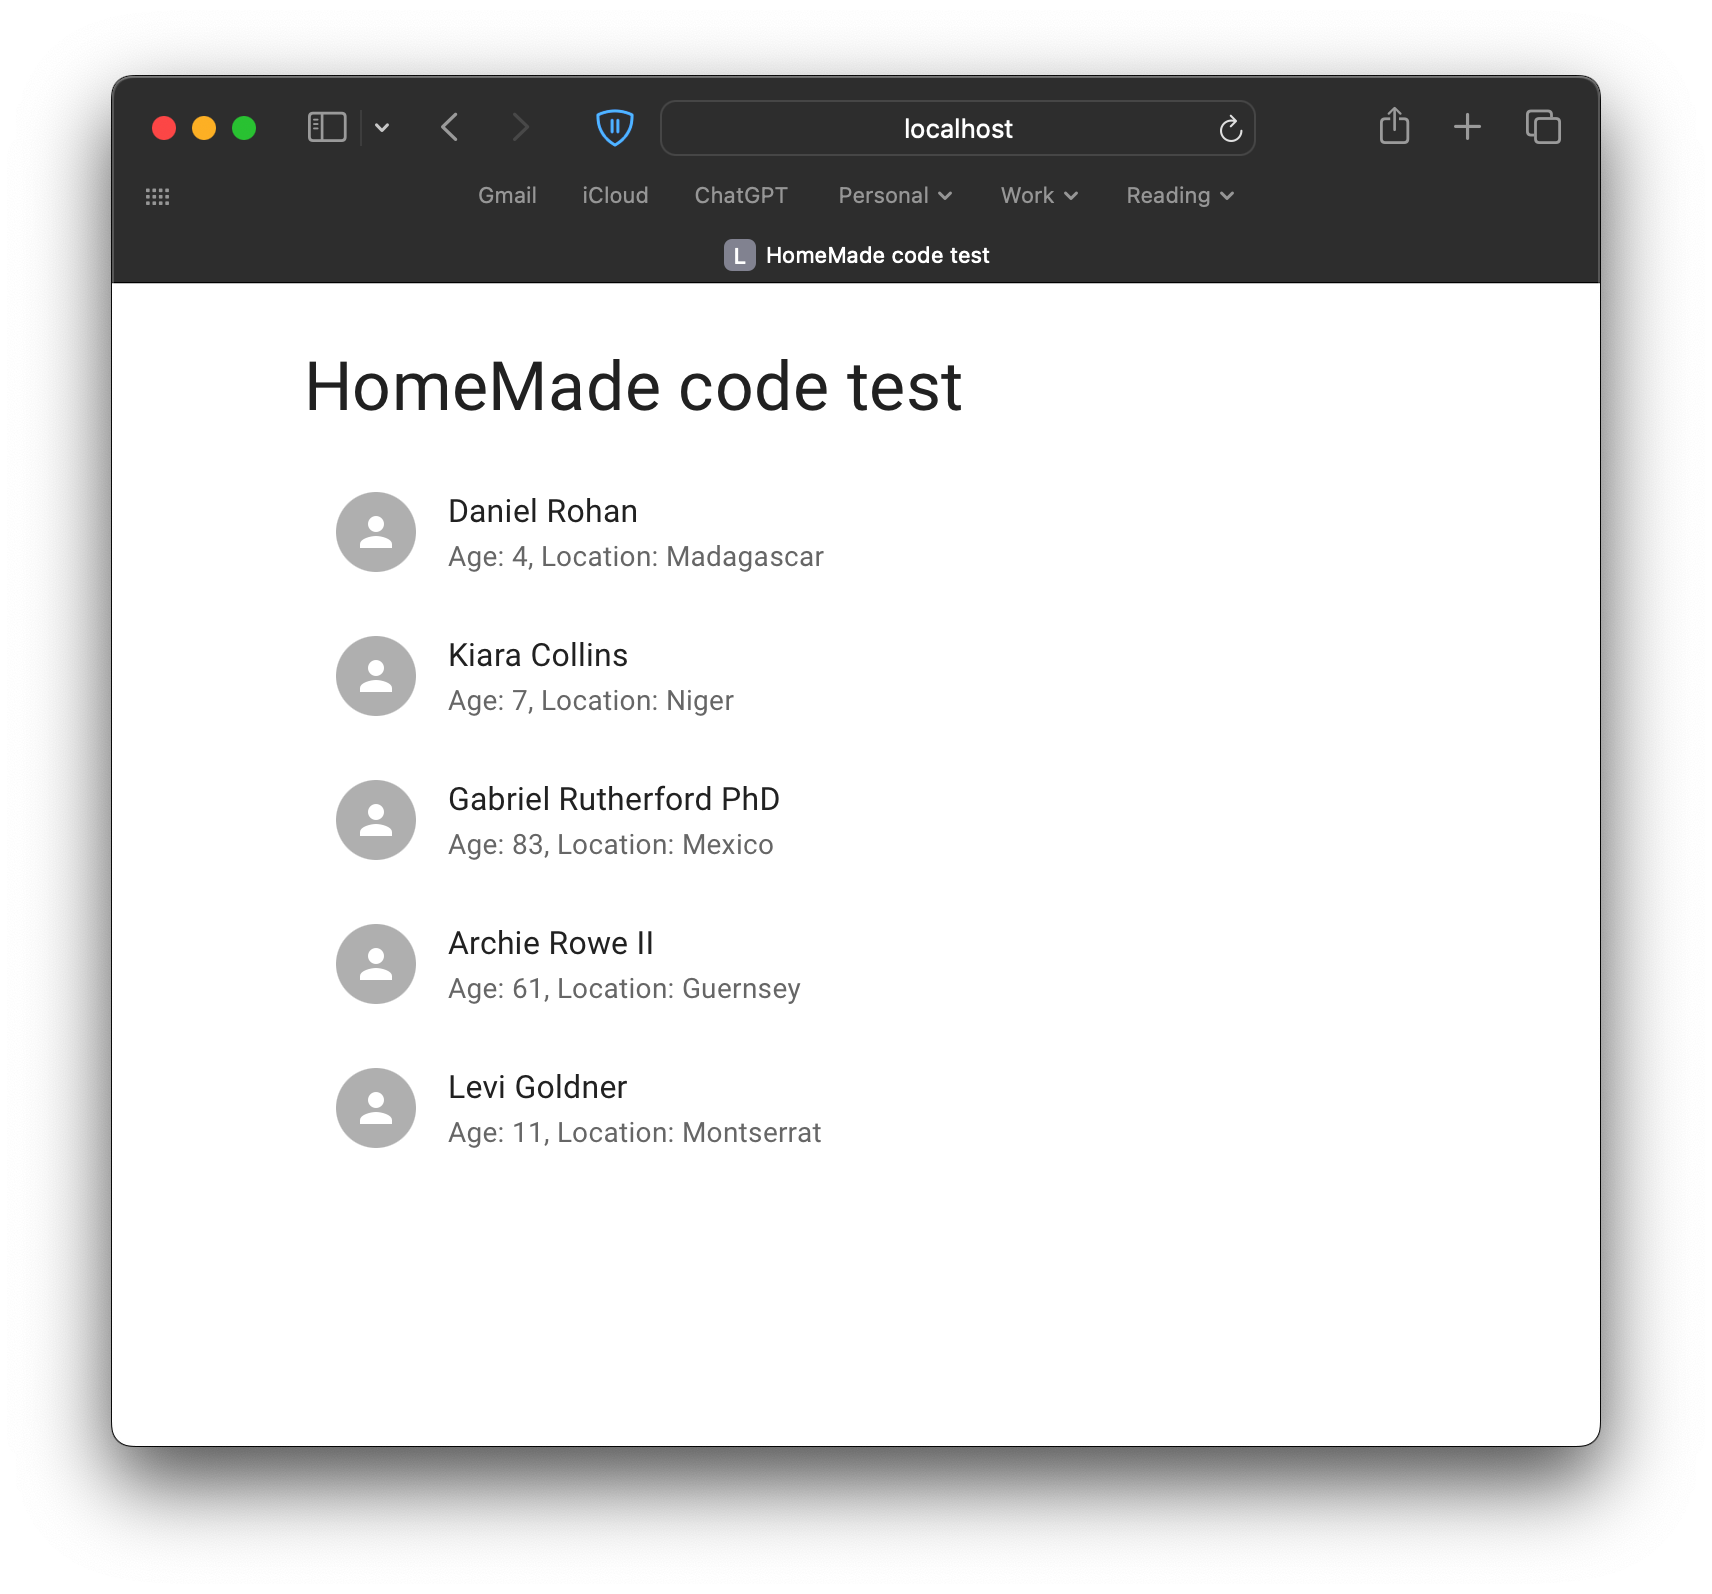 localhost
Gmail iCloud ChatGPT Personal Work Reading
L HomeMade code test
HomeMade code test
Daniel Rohan
Age: 4, Location: Madagascar
Kiara Collins
Age: 7, Location: Niger
Gabriel Rutherford PhD
Age: 83, Location: Mexico
Archie Rowe II
Age: 61, Location: Guernsey
Levi Goldner
Age: 11, Location: Montserrat